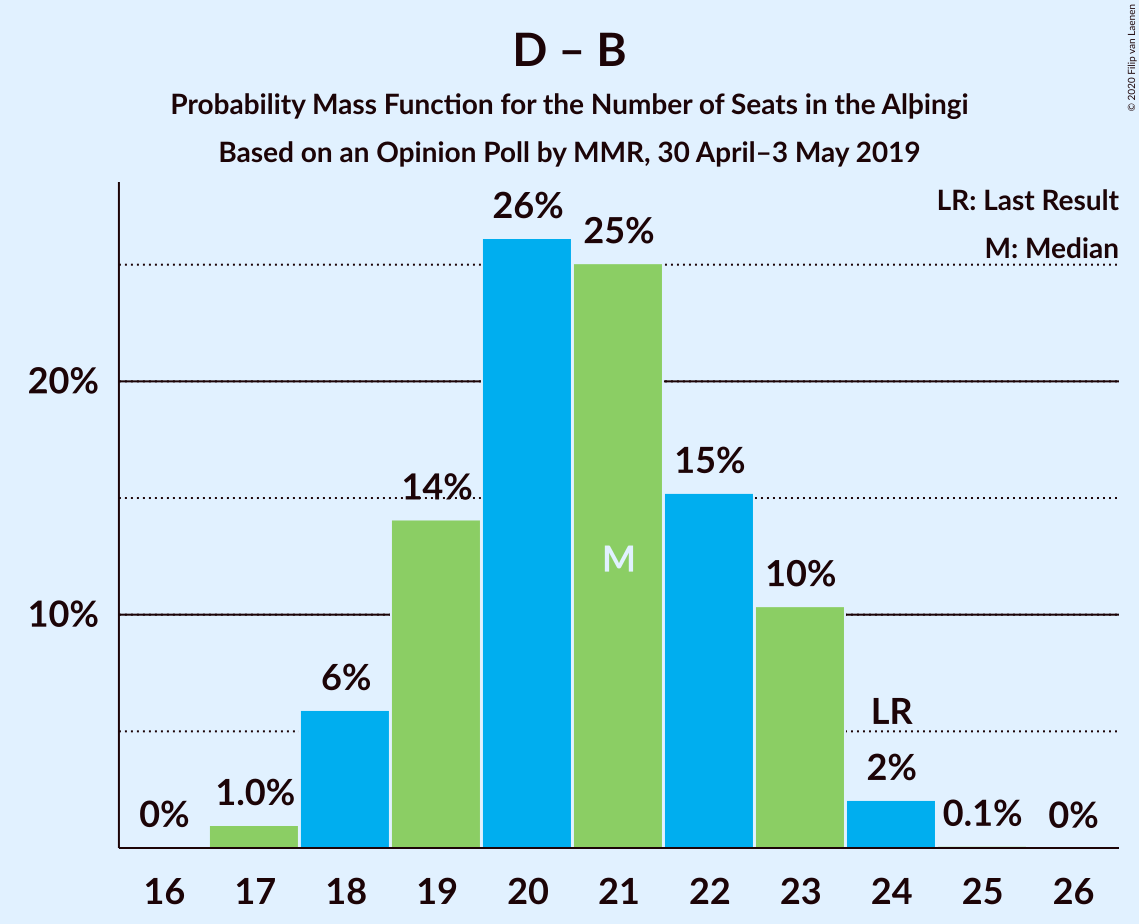 D – B
Probability Mass Function for the Number of Seats in the Alþingi
Based on an Opinion Poll by MMR, 30 April–3 May 2019
© 2020 Filip van Laenen
LR: Last Result
M: Median
26%
25%
20%
15%
14%
M
10%
10%
6%
LR
2%
1.0%
0%
0.1%
0%
16 17 18 19 20 21 22 23 24 25 26